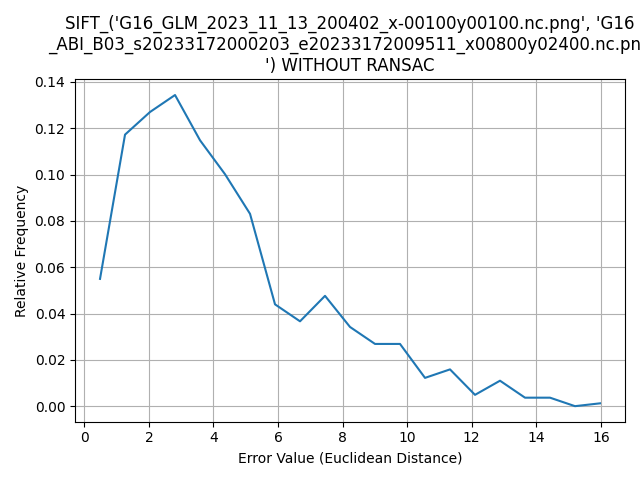 SIFT_('G16_GLM_2023_11_13_200402_x-00100y00100.nc.png', 'G16
_ABI_B03_s20233172000203_e20233172009511_x00800y02400.nc.pn
') WITHOUT RANSAC
0.14
0.12
0.10
0.08
0.06
0.04
0.02
0.00
Relative Frequency
0 2 4 6 8 10 12 14 16
Error Value (Euclidean Distance)